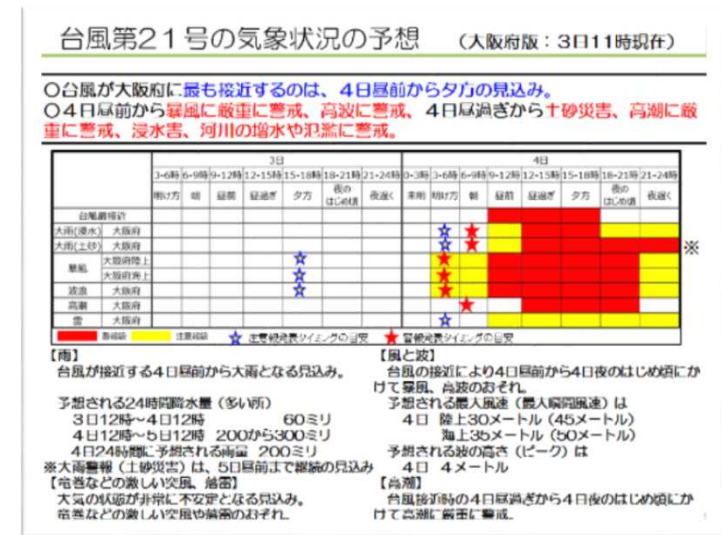 台風第21号の気象状況の予想 (大阪府版:3日11時現在)
○台風が大阪府に最も接近するのは、4日昼前から夕方の見込み。
○4日昼前から暴風に厳重に警戒、高波に警戒、4日昼過ぎから土砂災害、高潮に厳
重に警戒、浸水害、河川の増水や氾濫に警戒。
3日 4日
3-6時 6-9時 9-12時 12-15時 15-18時 18-21時 21-24時 0-3時 3-6時 6-9時 9-12時 12-15時 15-18時 18-21時 21-24時
明け方 朝 昼前 昼過ぎ 夕方 夜のはじめ頃 夜遅く 未明 明け方 朝 昼前 昼過ぎ 夕方 夜のはじめ頃 夜遅く
台風最接近
大雨(浸水) 大阪府
大雨(土砂) 大阪府 ※
暴風 大阪府陸上
大阪府海上
波浪 大阪府
高潮 大阪府
雷 大阪府
警報級 注意報級 注意報発表タイミングの目安 警報発表タイミングの目安
【雨】
台風が接近する4日昼前から大雨となる見込み。
予想される24時間降水量(多い所)
3日12時~4日12時 60ミリ
4日12時~5日12時 200から300ミリ
4日24時間に予想される雨量 200ミリ
※大雨警報(土砂災害)は、5日昼前まで継続の見込み
【竜巻などの激しい突風、落雷】
大気の状態が非常に不安定となる見込み。
竜巻などの激しい突風や落雷のおそれ。
【風と波】
台風の接近により4日昼前から4日夜のはじめ頃にか
けて暴風、高波のおそれ。
予想される最大風速(最大瞬間風速)は
4日 陸上30メートル(45メートル)
海上35メートル(50メートル)
予想される波の高さ(ピーク)は
4日 4メートル
【高潮】
台風接近時の4日昼過ぎから4日夜のはじめ頃にか
けて高潮に厳重に警戒。